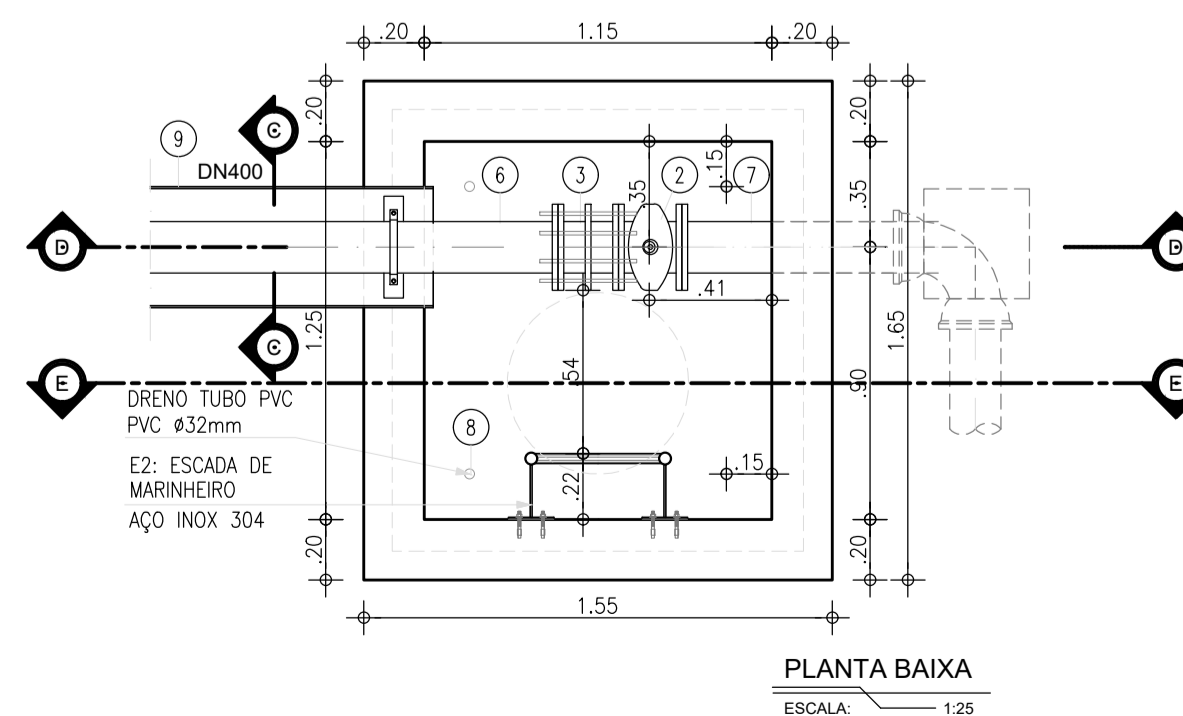 .20
1.15
.20
.20
.20
C
9
DN400
6
3
2
7
.35
.15
.35
D
D
.41
1.25
C
1.65
.54
.90
E
E
DRENO TUBO PVC
PVC ø32mm
8
E2: ESCADA DE
MARINHEIRO
AÇO INOX 304
.15
.22
.20
.20
1.55
PLANTA BAIXA
ESCALA: 1:25